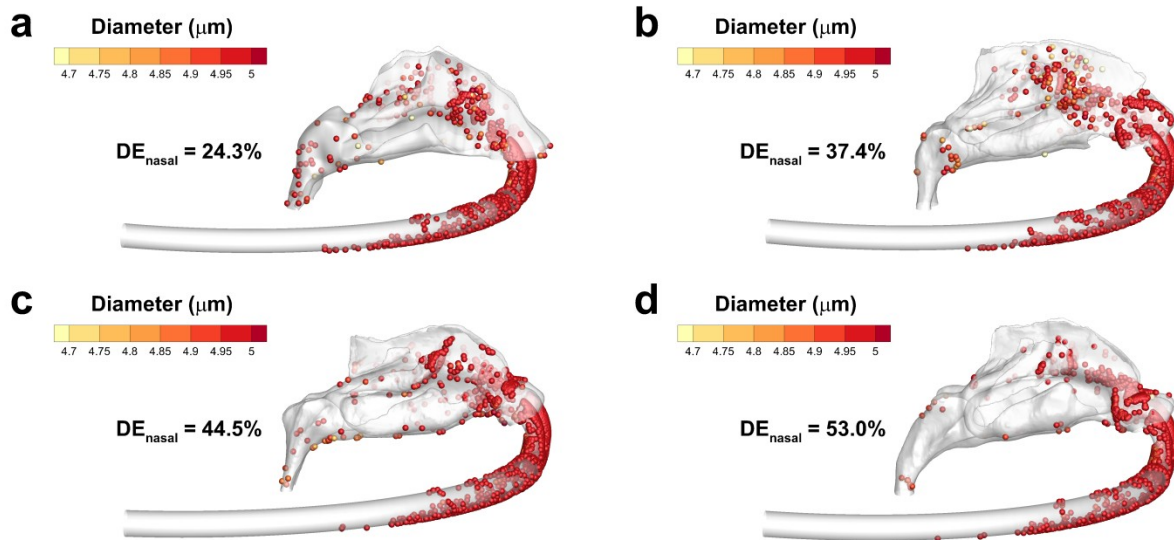 a
Diameter (μm)
4.7 4.75 4.8 4.85 4.9 4.95 5
DEnasal = 24.3%
b
Diameter (μm)
4.7 4.75 4.8 4.85 4.9 4.95 5
DEnasal = 37.4%
c
Diameter (μm)
4.7 4.75 4.8 4.85 4.9 4.95 5
DEnasal = 44.5%
d
Diameter (μm)
4.7 4.75 4.8 4.85 4.9 4.95 5
DEnasal = 53.0%